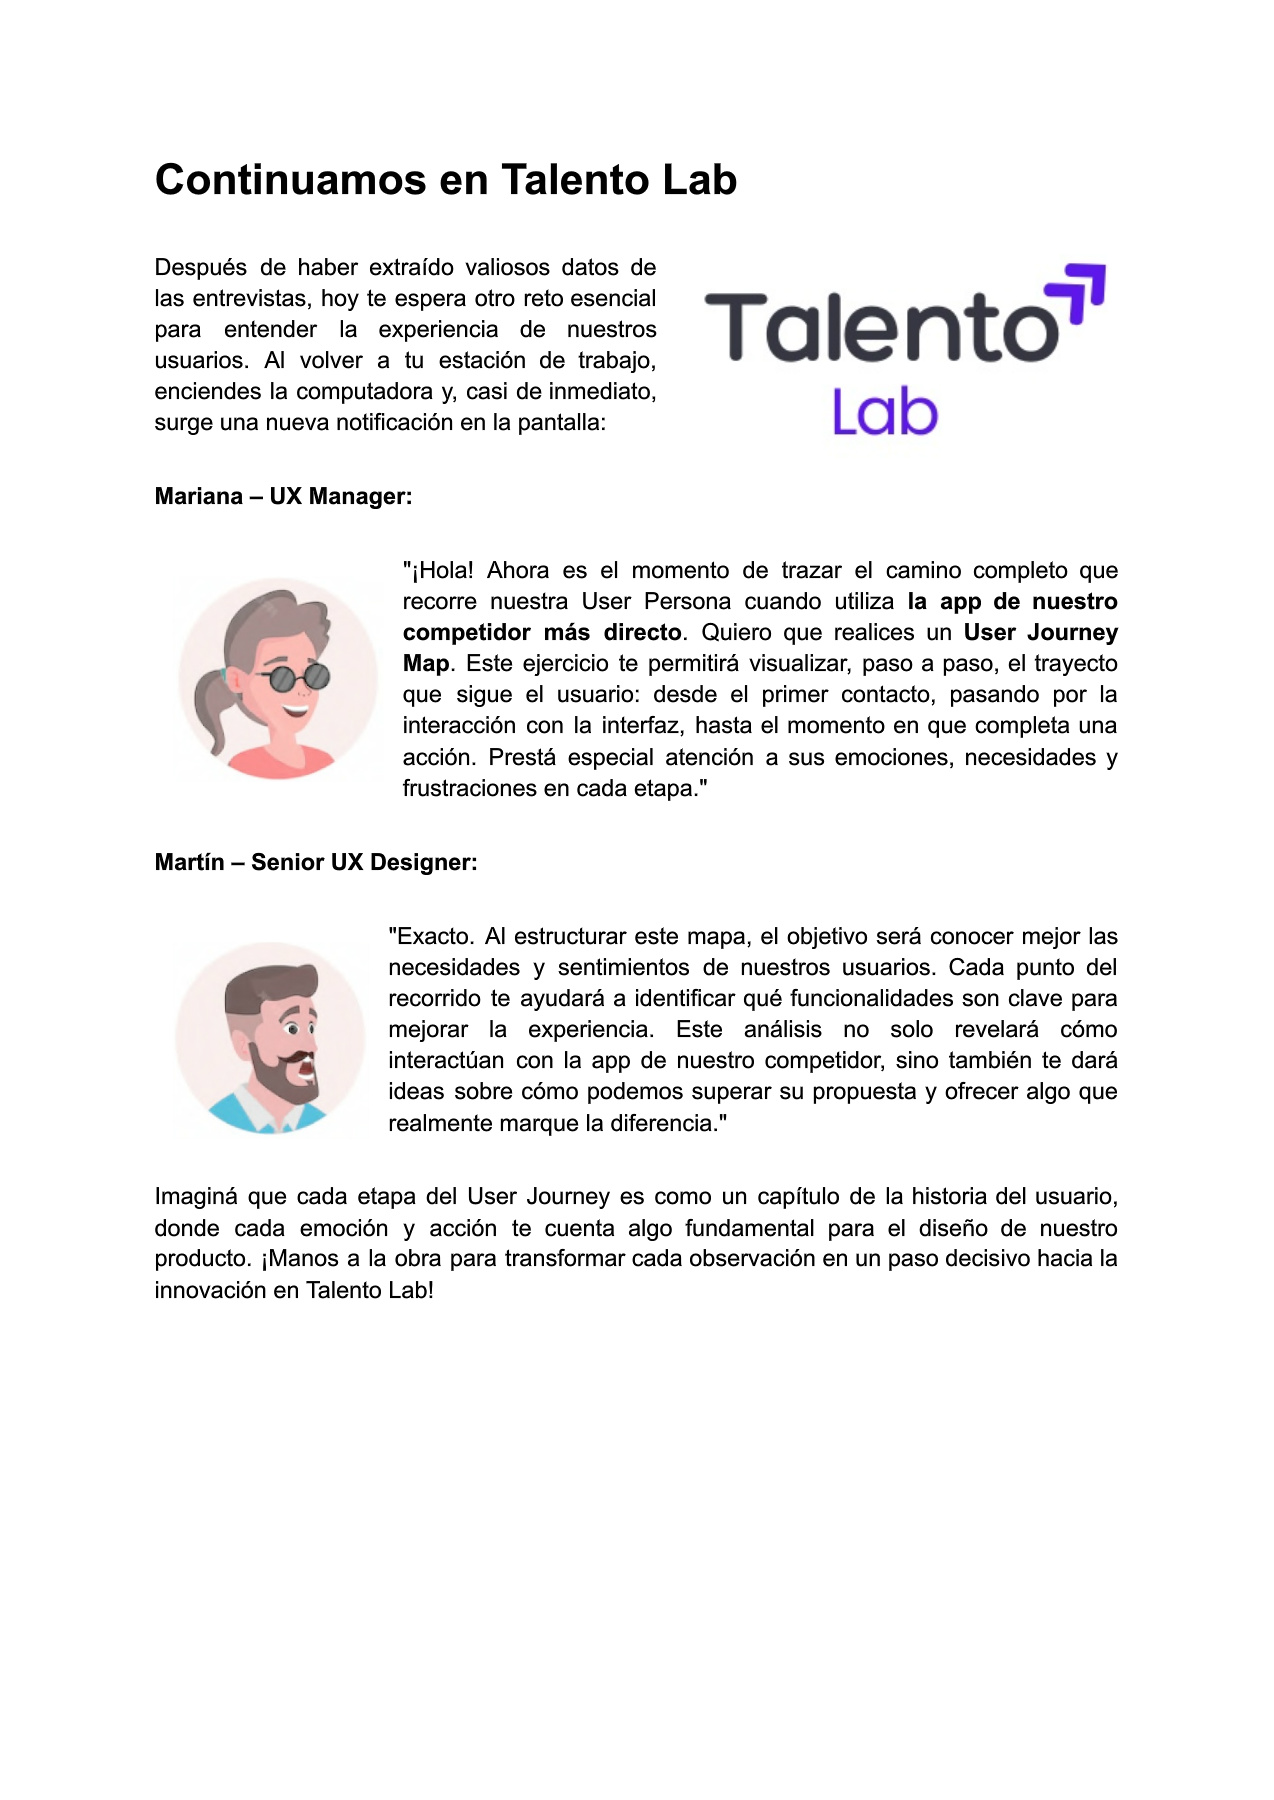 Continuamos en Talento Lab
Después de haber extraído valiosos datos de
las entrevistas, hoy te espera otro reto esencial
para entender la experiencia de nuestros
usuarios. Al volver a tu estación de trabajo,
enciendes la computadora y, casi de inmediato,
surge una nueva notificación en la pantalla:
Talento
Lab
Mariana – UX Manager:
"¡Hola! Ahora es el momento de trazar el camino completo que
recorre nuestra User Persona cuando utiliza la app de nuestro
competidor más directo. Quiero que realices un User Journey
Map. Este ejercicio te permitirá visualizar, paso a paso, el trayecto
que sigue el usuario: desde el primer contacto, pasando por la
interacción con la interfaz, hasta el momento en que completa una
acción. Prestá especial atención a sus emociones, necesidades y
frustraciones en cada etapa."
Martín – Senior UX Designer:
"Exacto. Al estructurar este mapa, el objetivo será conocer mejor las
necesidades y sentimientos de nuestros usuarios. Cada punto del
recorrido te ayudará a identificar qué funcionalidades son clave para
mejorar la experiencia. Este análisis no solo revelará cómo
interactúan con la app de nuestro competidor, sino también te dará
ideas sobre cómo podemos superar su propuesta y ofrecer algo que
realmente marque la diferencia."
Imaginá que cada etapa del User Journey es como un capítulo de la historia del usuario,
donde cada emoción y acción te cuenta algo fundamental para el diseño de nuestro
producto. ¡Manos a la obra para transformar cada observación en un paso decisivo hacia la
innovación en Talento Lab!